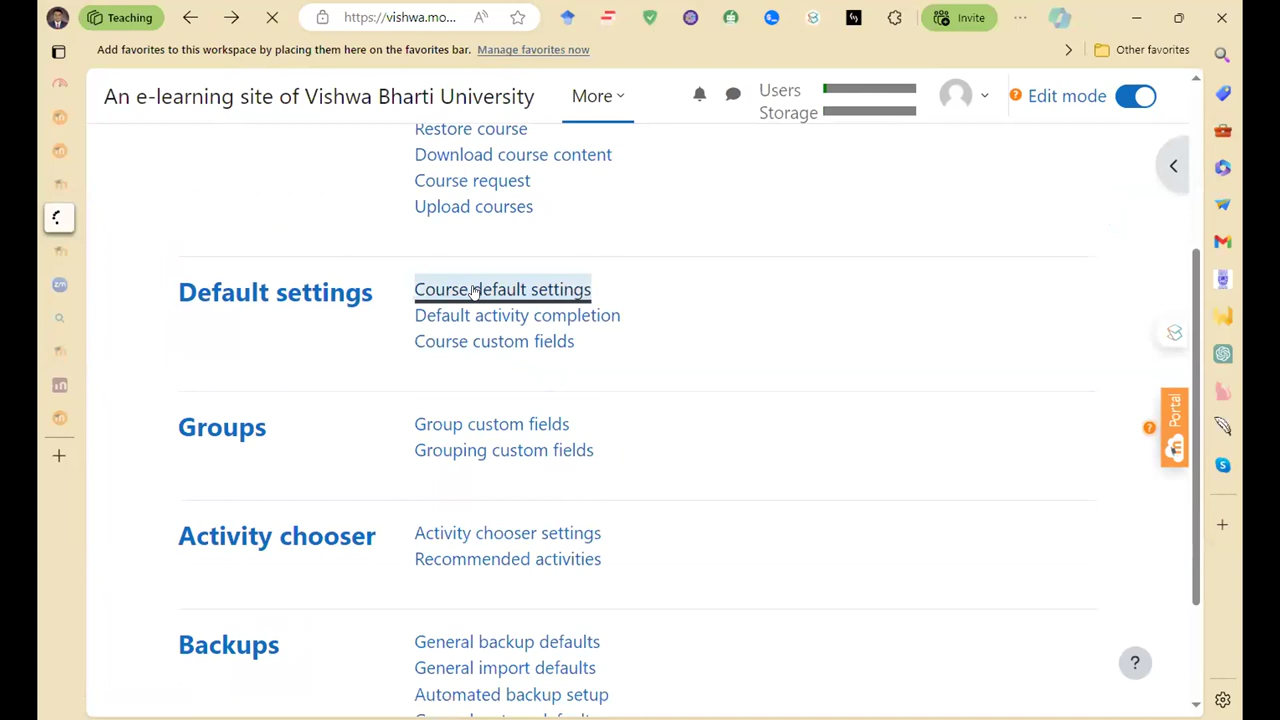 Teaching
https://vishwa.mo...
Invite
Add favorites to this workspace by placing them here on the favorites bar. Manage favorites now
Other favorites
An e-learning site of Vishwa Bharti University
More
Users
Storage
Edit mode
Restore course
Download course content
Course request
Upload courses
Default settings
Course default settings
Default activity completion
Course custom fields
Groups
Group custom fields
Grouping custom fields
Portal
Activity chooser
Activity chooser settings
Recommended activities
Backups
General backup defaults
General import defaults
Automated backup setup
?